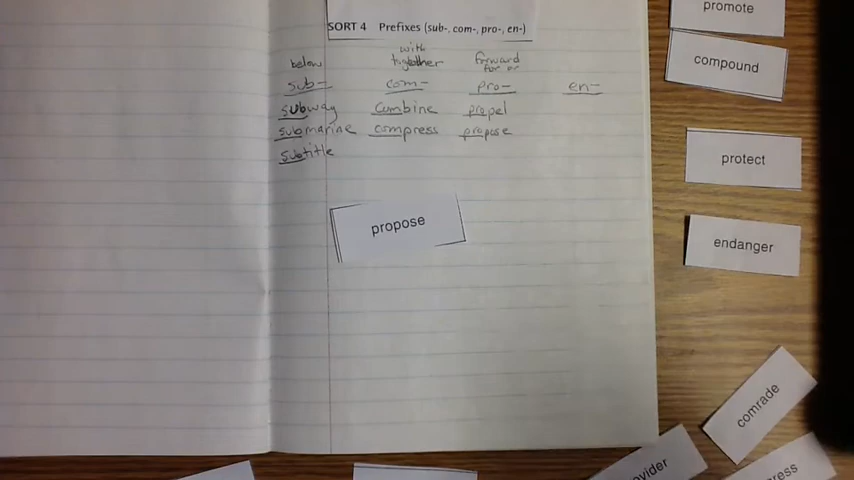 SORT 4 Prefixes (sub-, com-, pro-, en-)
below with together forward for or
sub- com- pro- en-
subway combine propel
submarine compress propose
subtitle
propose
promote
compound
protect
endanger
comrade